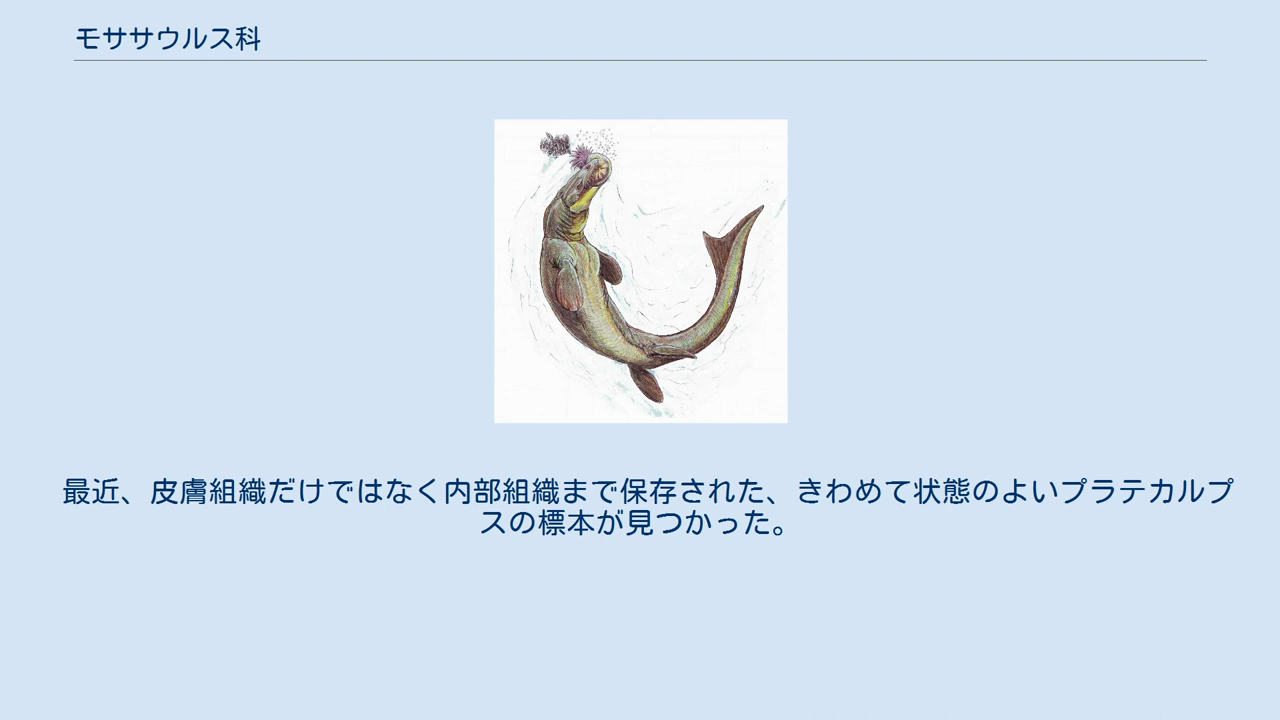 モササウルス科
最近、皮膚組織だけではなく内部組織まで保存された、きわめて状態のよいプラテカルプ
スの標本が見つかった。